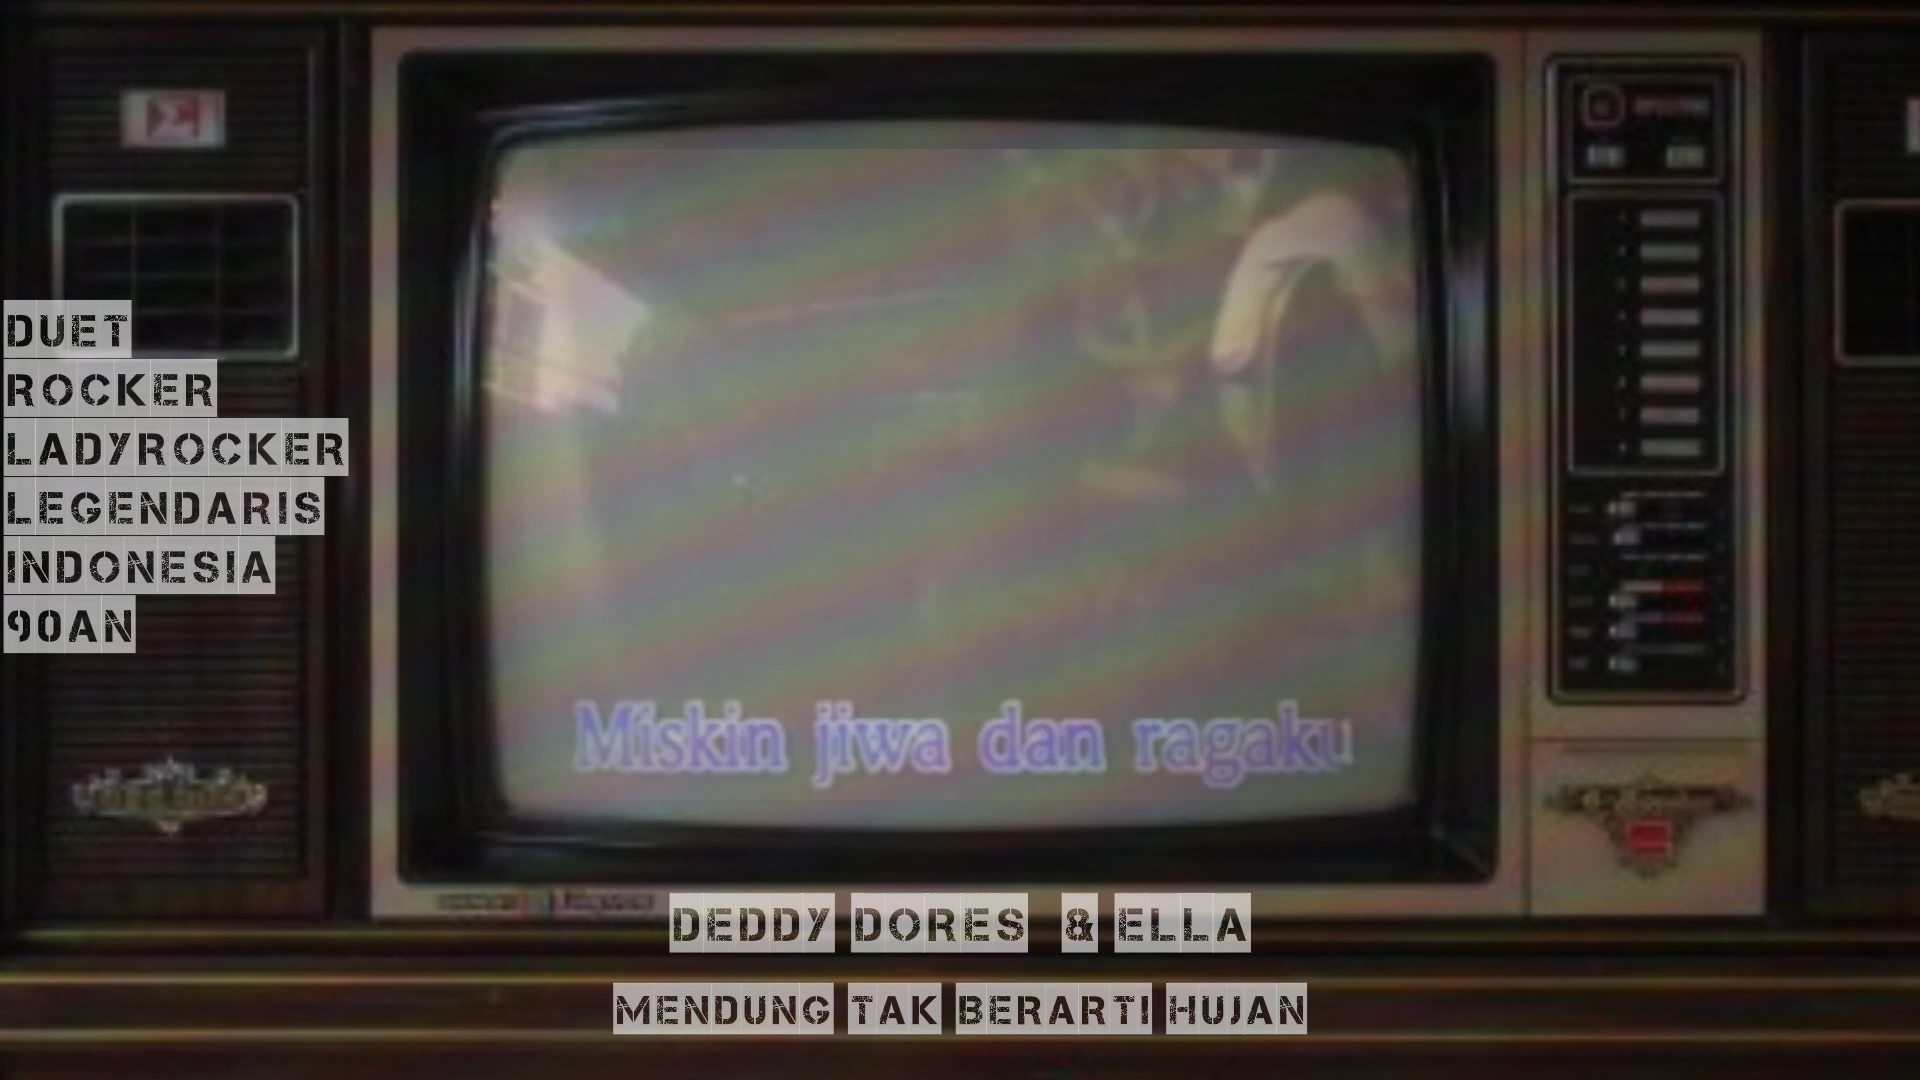 DUET
ROCKER
LADYROCKER
LEGENDARIS
INDONESIA
90AN
Miskin jiwa dan ragaku
DEDDY DORES & ELLA
MENDUNG TAK BERARTI HUJAN